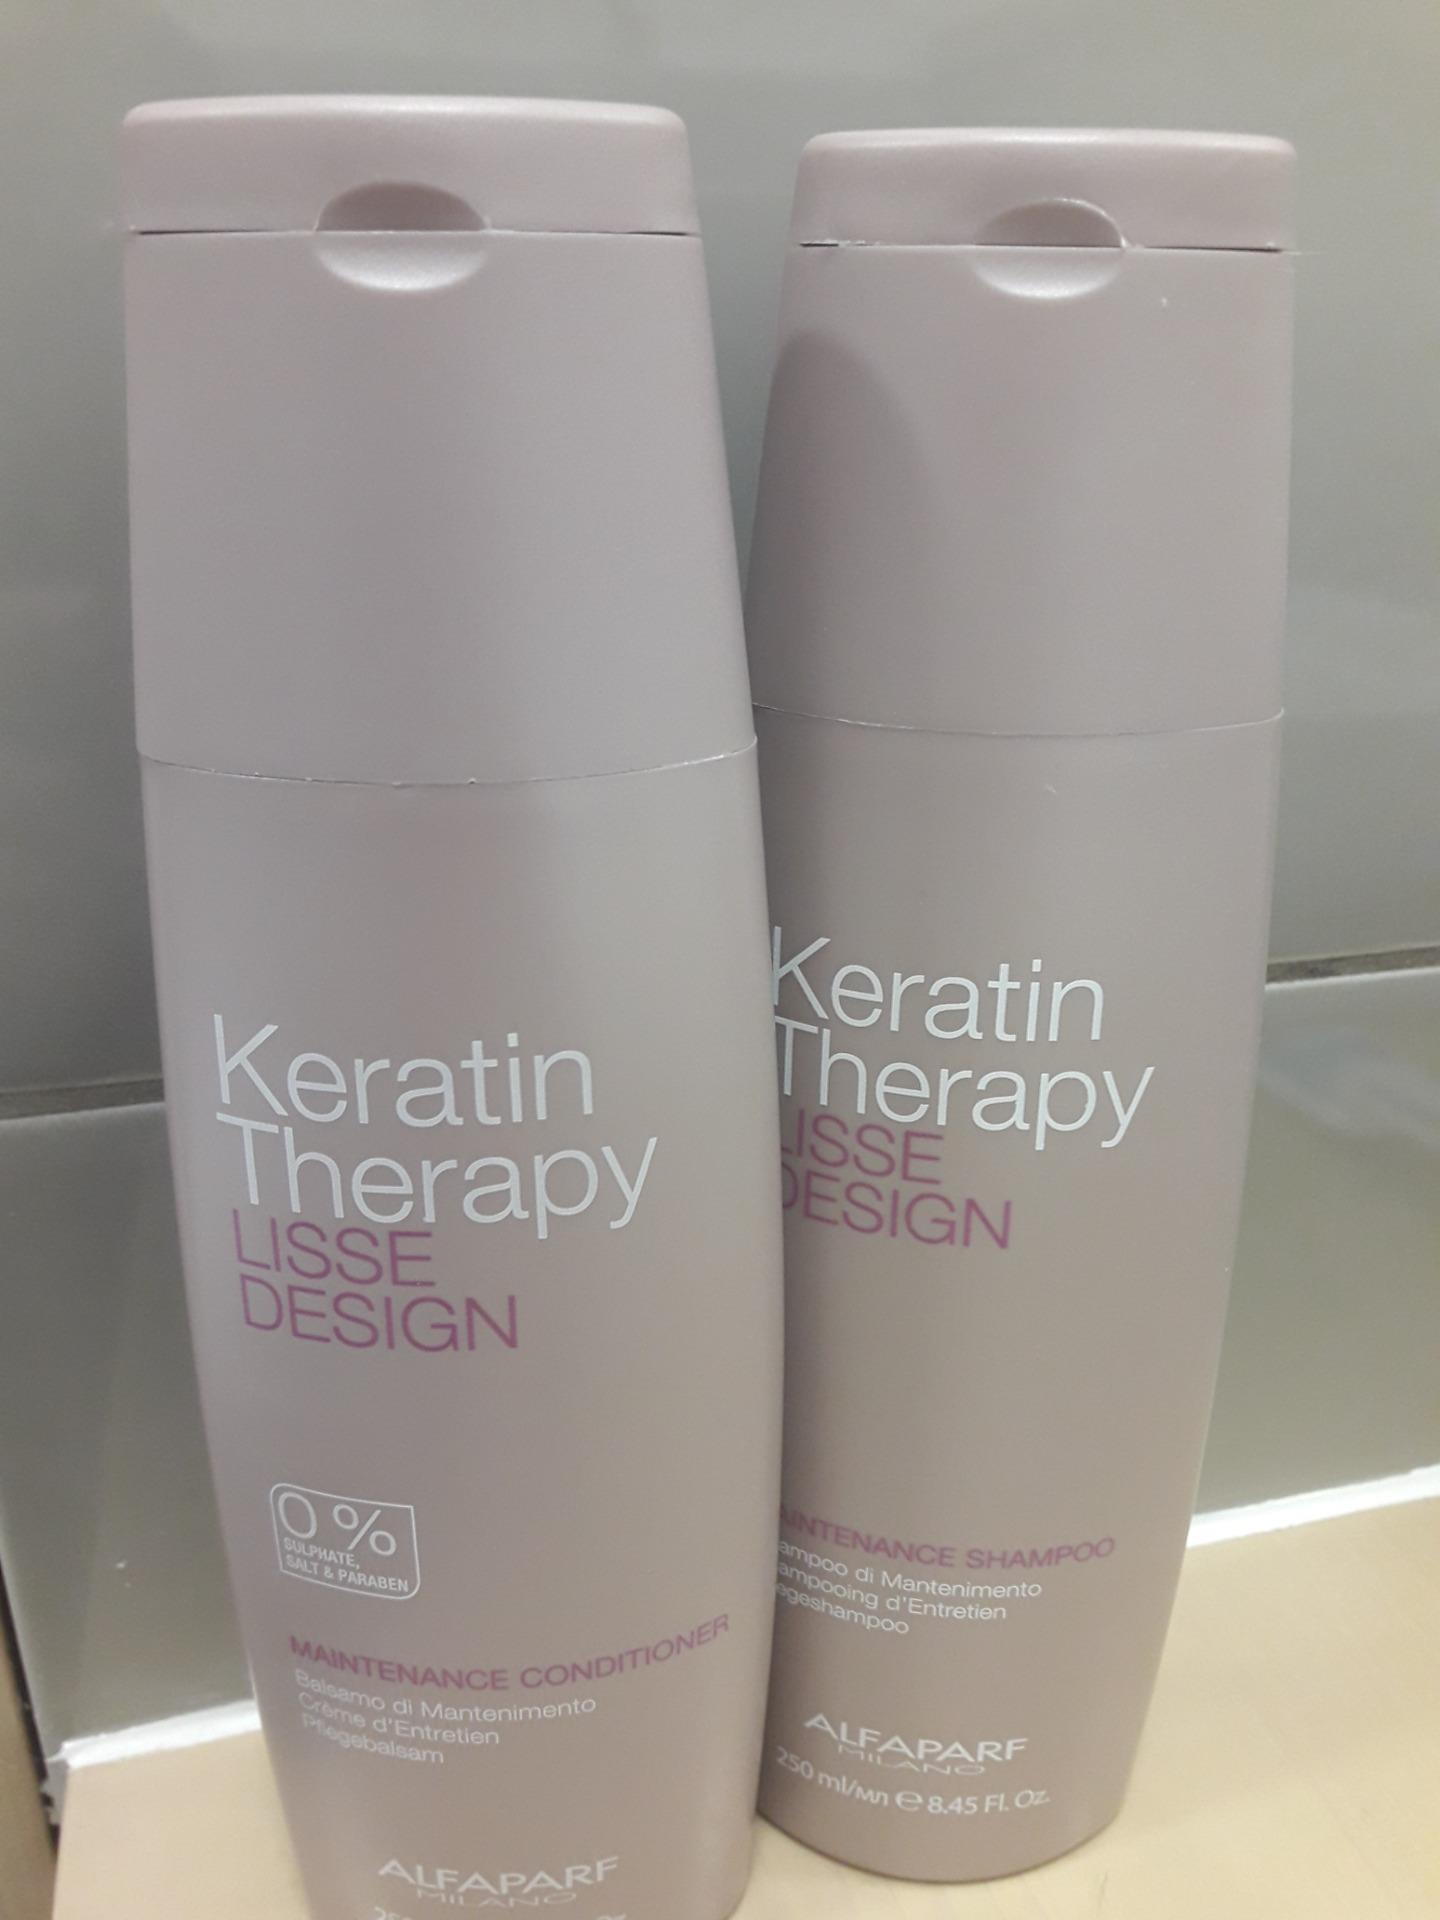 Keratin
Therapy
LISSE
DESIGN
0 %
SULPHATE,
SALT & PARABEN
MAINTENANCE CONDITIONER
Balsamo di Mantenimento
Crème d'Entretien
Pflegebalsam
ALFAPARF
MILANO
Keratin
Therapy
LISSE
DESIGN
MAINTENANCE SHAMPOO
Shampoo di Mantenimento
Shampooing d'Entretien
Pflegeshampoo
ALFAPARF
MILANO
250 ml/мл ℮ 8.45 Fl. Oz.